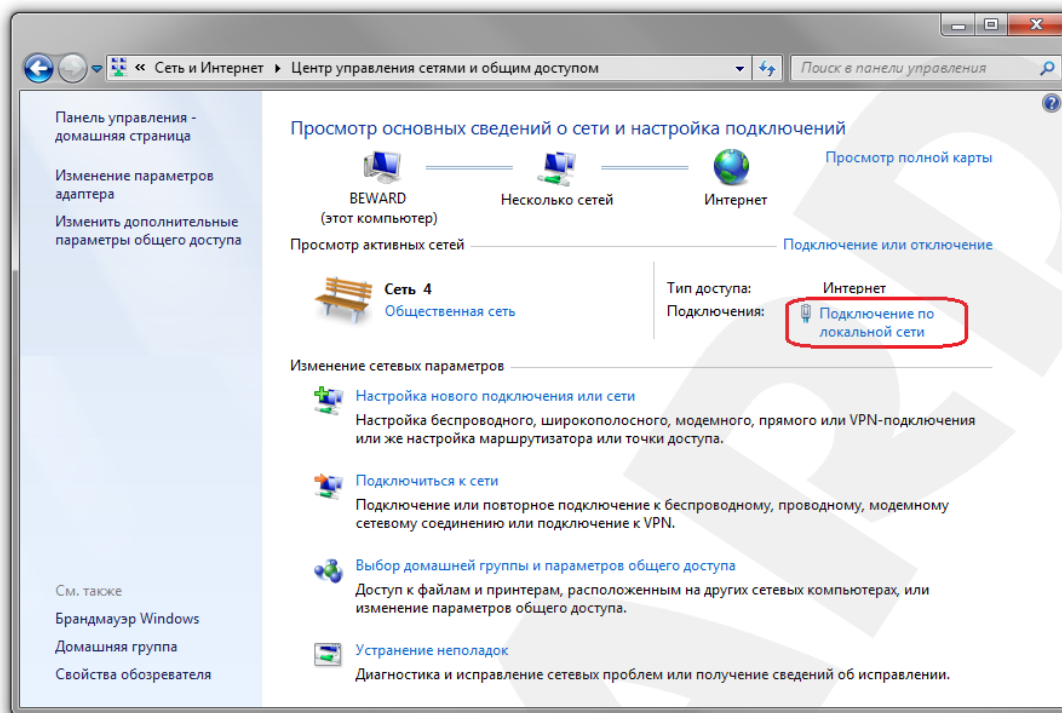 « Сеть и Интернет ▸ Центр управления сетями и общим доступом
Поиск в панели управления
Панель управления -
домашняя страница
Изменение параметров
адаптера
Изменить дополнительные
параметры общего доступа
См. также
Брандмауэр Windows
Домашняя группа
Свойства обозревателя
Просмотр основных сведений о сети и настройка подключений
Просмотр полной карты
BEWARD
(этот компьютер)
Несколько сетей
Интернет
Просмотр активных сетей
Подключение или отключение
Сеть 4
Общественная сеть
Тип доступа: Интернет
Подключения: Подключение по
локальной сети
Изменение сетевых параметров
Настройка нового подключения или сети
Настройка беспроводного, широкополосного, модемного, прямого или VPN-подключения
или же настройка маршрутизатора или точки доступа.
Подключиться к сети
Подключение или повторное подключение к беспроводному, проводному, модемному
сетевому соединению или подключение к VPN.
Выбор домашней группы и параметров общего доступа
Доступ к файлам и принтерам, расположенным на других сетевых компьютерах, или
изменение параметров общего доступа.
Устранение неполадок
Диагностика и исправление сетевых проблем или получение сведений об исправлении.